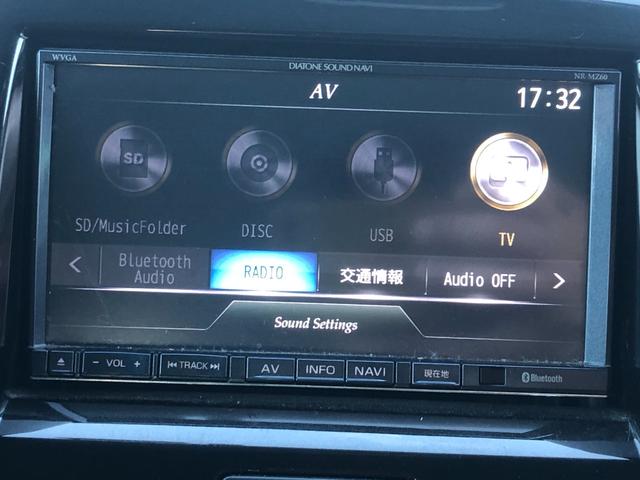 WVGA
DIATONE SOUND NAVI
NR-MZ60
AV
17:32
SD
SD/MusicFolder
DISC
USB
TV
Bluetooth Audio
RADIO
交通情報
Audio OFF
Sound Settings
− VOL +
TRACK
AV
INFO
NAVI
現在地
Bluetooth